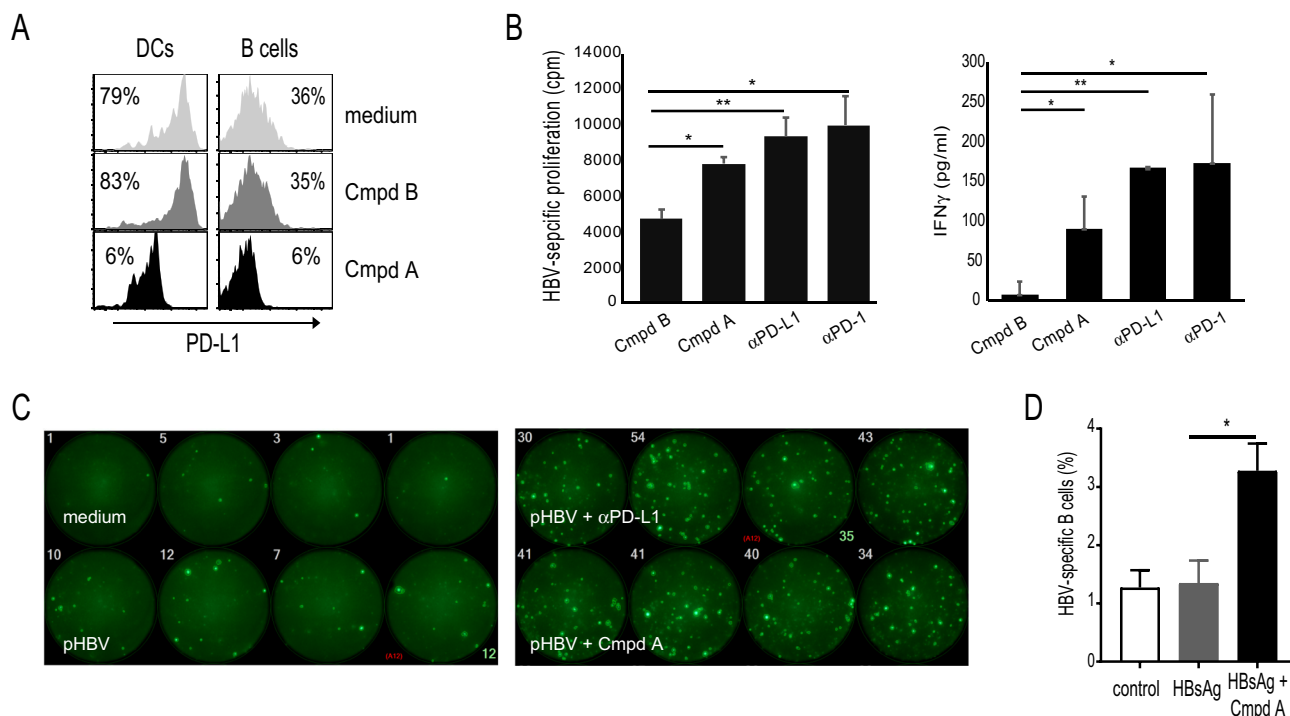 A
DCs
B cells
79%
36%
medium
83%
35%
Cmpd B
6%
6%
Cmpd A
PD-L1
B
HBV-sepcific proliferation (cpm)
14000
12000
10000
8000
6000
4000
2000
0
*
**
*
Cmpd B
Cmpd A
αPD-L1
αPD-1
IFNγ (pg/ml)
300
250
200
150
100
50
0
*
**
*
Cmpd B
Cmpd A
αPD-L1
αPD-1
C
1 5 3 1
medium
10 12 7
pHBV
(A12) 12
30 54 43
pHBV + αPD-L1
(A12) 35
41 41 40 34
pHBV + Cmpd A
D
HBV-specific B cells (%)
4
3
2
1
0
*
control
HBsAg
HBsAg +
Cmpd A